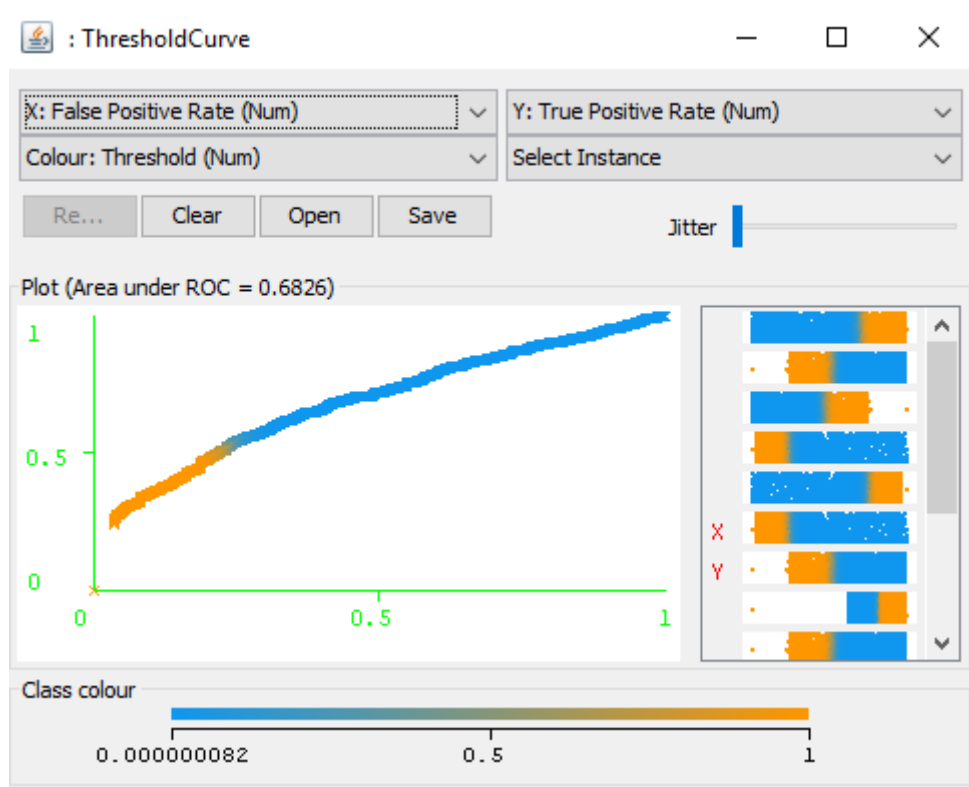 : ThresholdCurve
X: False Positive Rate (Num) Y: True Positive Rate (Num)
Colour: Threshold (Num) Select Instance
Re... Clear Open Save Jitter
Plot (Area under ROC = 0.6826)
1
0.5
0
0 0.5 1
X
Y
Class colour
0.000000082 0.5 1